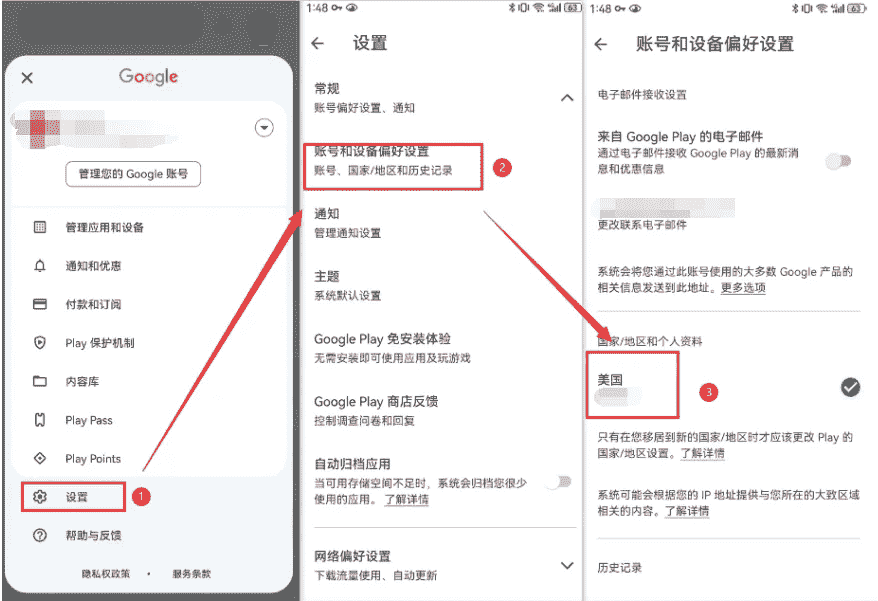 Google
管理您的 Google 账号
管理应用和设备
通知和优惠
付款和订阅
Play 保护机制
内容库
Play Pass
Play Points
设置
1
帮助与反馈
隐私权政策 • 服务条款
1:48
63
设置
常规
账号偏好设置、通知
账号和设备偏好设置
账号、国家/地区和历史记录
2
通知
管理通知设置
主题
系统默认设置
Google Play 免安装体验
无需安装即可使用应用及玩游戏
Google Play 商店反馈
控制调查问卷和回复
自动归档应用
当可用存储空间不足时，系统会归档您很少
使用的应用。 了解详情
网络偏好设置
下载流量使用、自动更新
1:48
63
账号和设备偏好设置
电子邮件接收设置
来自 Google Play 的电子邮件
通过电子邮件接收 Google Play 的最新消
息和优惠信息
更改联系电子邮件
系统会将您通过此账号使用的大多数 Google 产品的
相关信息发送到此地址。更多选项
国家/地区和个人资料
美国
3
只有在您移居到新的国家/地区时才应该更改 Play 的
国家/地区设置。了解详情
系统可能会根据您的 IP 地址提供与您所在的大致区域
相关的内容。了解详情
历史记录